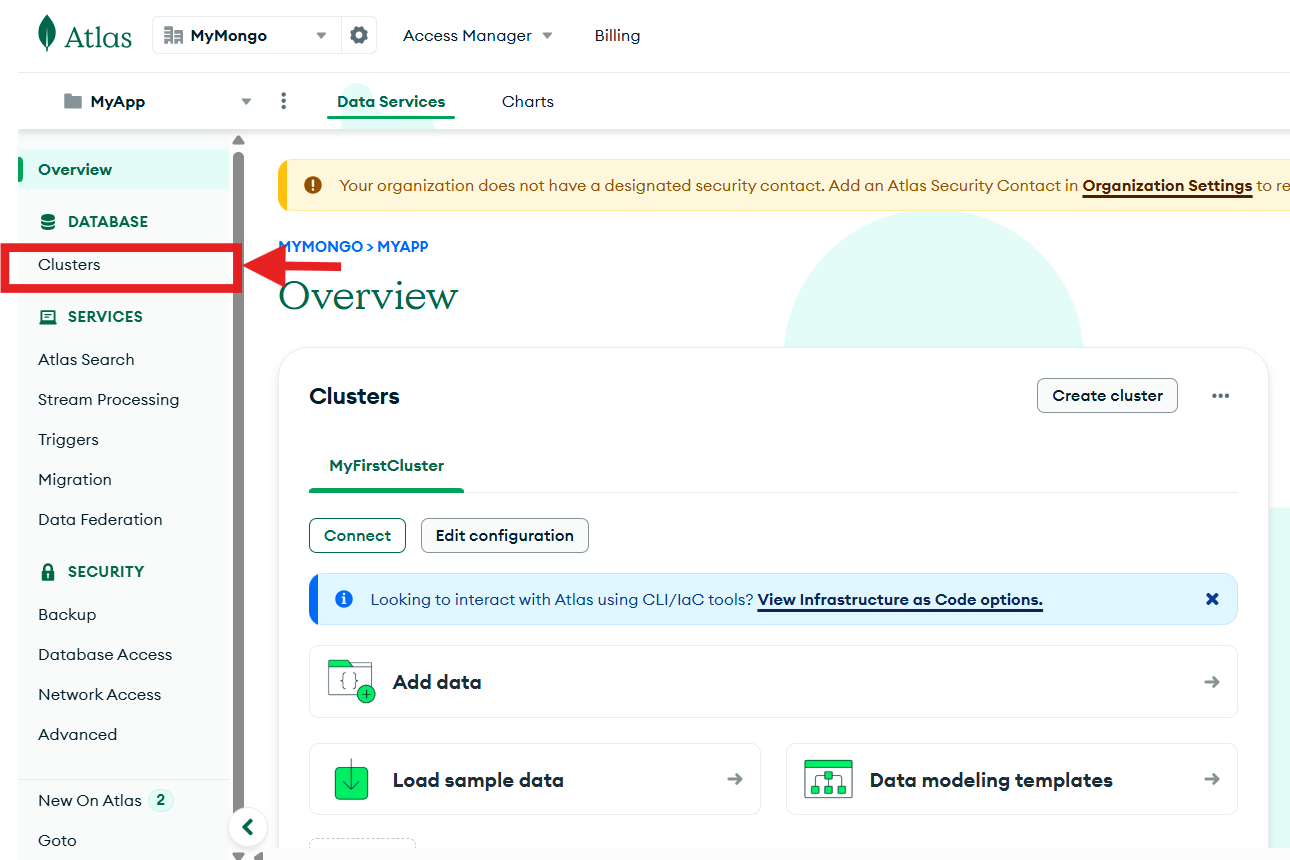 Atlas
MyMongo
Access Manager
Billing
MyApp
Data Services
Charts
Overview
DATABASE
Clusters
SERVICES
Atlas Search
Stream Processing
Triggers
Migration
Data Federation
SECURITY
Backup
Database Access
Network Access
Advanced
New On Atlas 2
Goto
Your organization does not have a designated security contact. Add an Atlas Security Contact in Organization Settings to re
MYMONGO > MYAPP
Overview
Clusters
Create cluster
MyFirstCluster
Connect
Edit configuration
Looking to interact with Atlas using CLI/IaC tools? View Infrastructure as Code options.
Add data
Load sample data
Data modeling templates